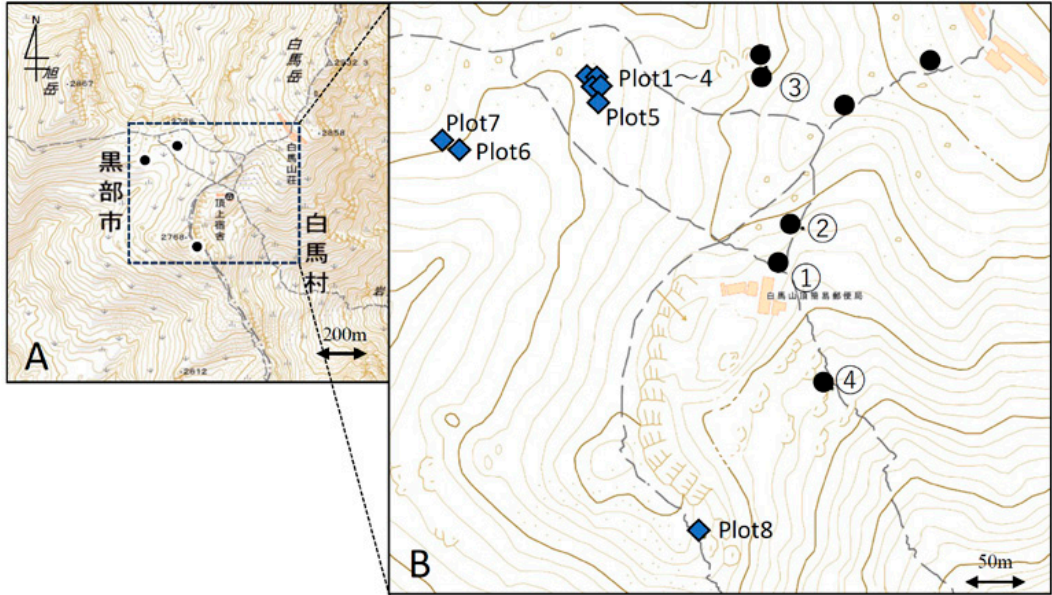 N
旭岳
・2867
白馬岳
△2932.3
・2858
白馬山荘
黒部市
頂上宿舎
2768・
白馬村
岩
200m
A
・2612
Plot1～4
Plot5
Plot7
Plot6
③
②
①
白馬山頂簡易郵便局
④
Plot8
B
50m